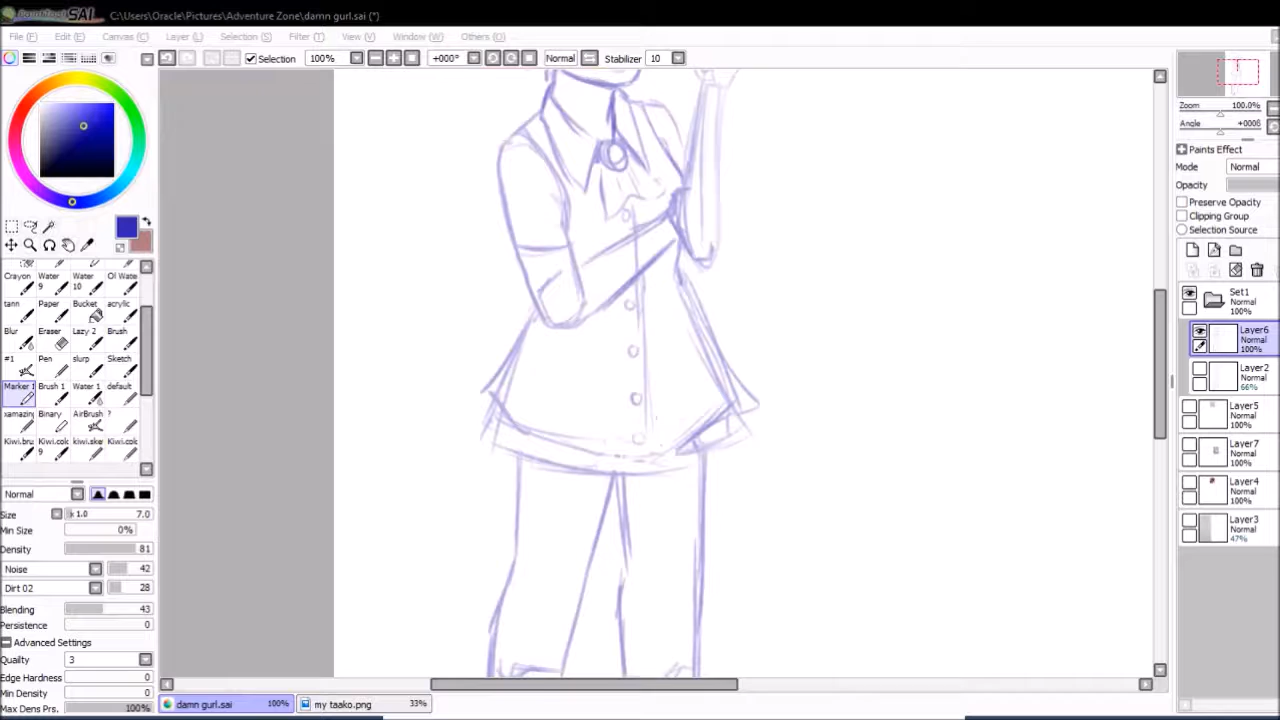 PaintTool SAI C:\Users\Oracle\Pictures\Adventure Zone\damn gurl.sai (*)
File (F) Edit (E) Canvas (C) Layer (L) Selection (S) Filter (T) View (V) Window (W) Others (O)
Selection 100% +000° Normal Stabilizer 10
Zoom 100.0%
Angle
Paints Effect
Mode Normal
Opacity
Preserve Opacity
Clipping Group
Selection Source
Crayon Water 9 Water 10 Oil Wate
tann Paper Bucket acrylic
Blur Eraser Lazy 2 Brush
#1 Pen slurp Sketch
Marker Brush 1 Water 1 default
xamazing Binary AirBrush ?
Kiwi.bru Kiwi.cok 9 kiwi.ske Kiwi.cok
Normal
Size x 1.0 7.0
Min Size 0%
Density 81
Noise 42
Dirt 02 28
Blending 43
Persistence 0
Advanced Settings
Quality 3
Edge Hardness 0
Min Density 0
Max Dens Prs. 100%
Set1
Normal
100%
Layer6
Normal
100%
Layer2
Normal
66%
Layer5
Normal
100%
Layer7
Normal
100%
Layer4
Normal
100%
Layer3
Normal
47%
damn gurl.sai 100% my taako.png 33%